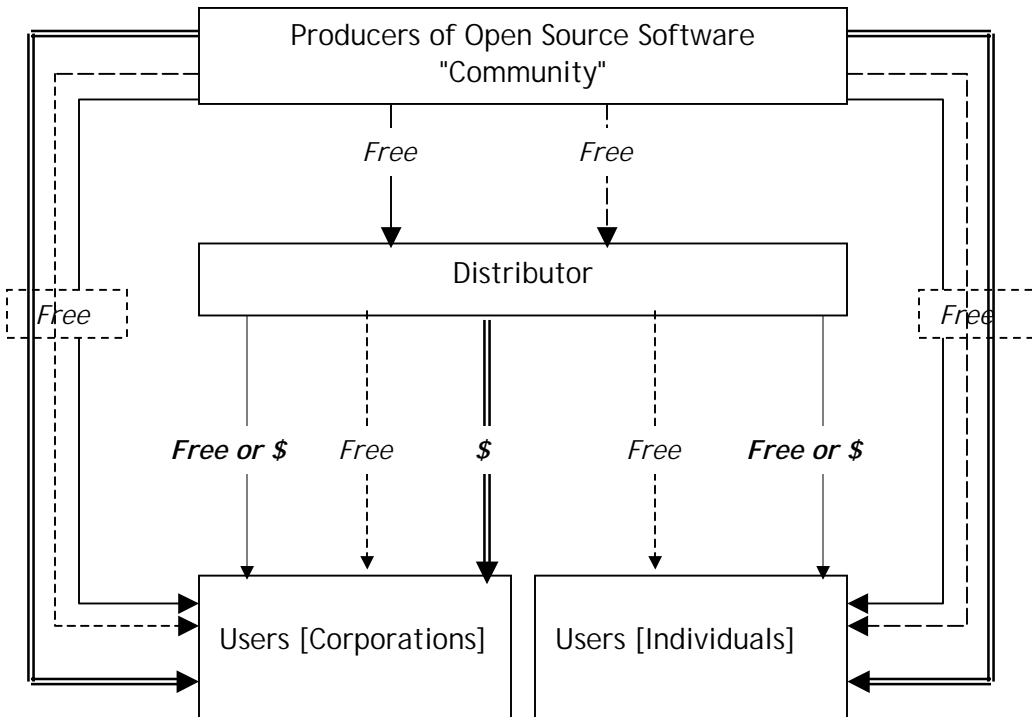 Producers of Open Source Software
"Community"
Free Free
Distributor
Free Free
Free or $ Free $ Free Free or $
Users [Corporations] Users [Individuals]